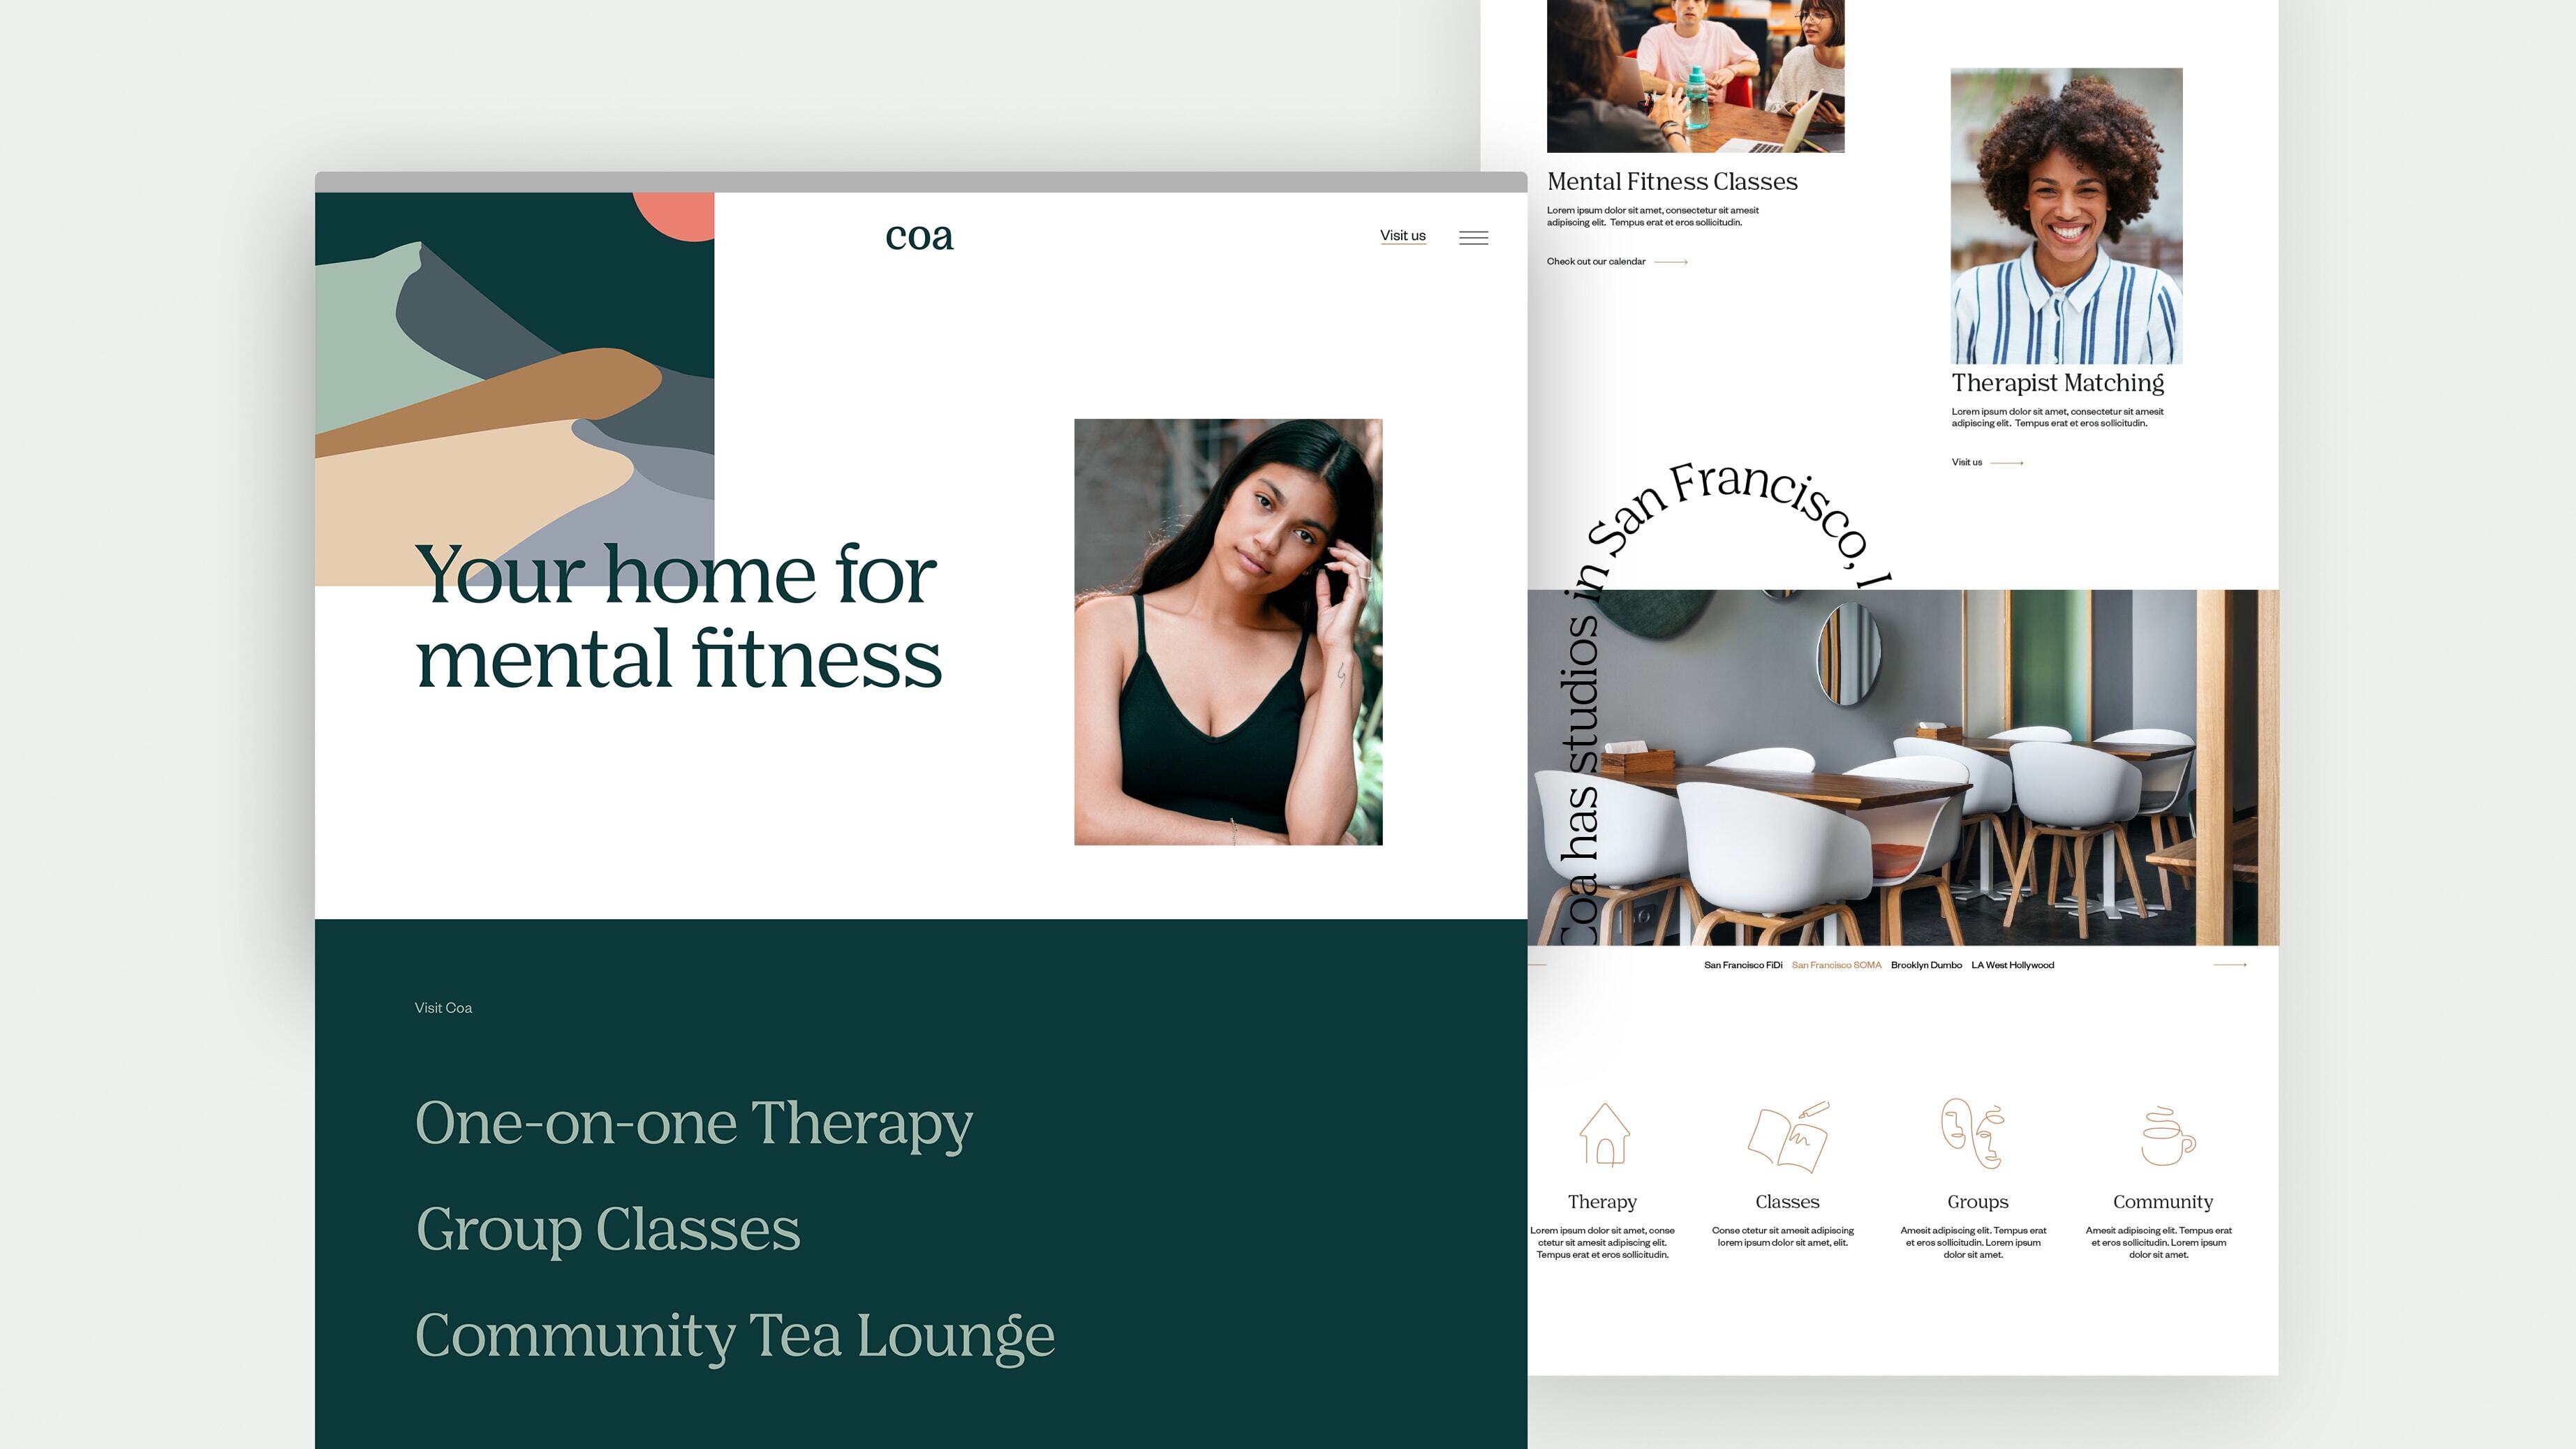 coa
Visit us
Your home for
mental fitness
Visit Coa
One-on-one Therapy
Group Classes
Community Tea Lounge
Mental Fitness Classes
Lorem ipsum dolor sit amet, consectetur sit amesit
adipiscing elit. Tempus erat et eros sollicitudin.
Check out our calendar
Therapist Matching
Lorem ipsum dolor sit amet, consectetur sit amesit
adipiscing elit. Tempus erat et eros sollicitudin.
Visit us
Coa has studios in San Francisco, I
San Francisco FiDi San Francisco SOMA Brooklyn Dumbo LA West Hollywood
Therapy
Lorem ipsum dolor sit amet, conse
ctetur sit amesit adipiscing elit.
Tempus erat et eros sollicitudin.
Classes
Conse ctetur sit amesit adipiscing
lorem ipsum dolor sit amet, elit.
Groups
Amesit adipiscing elit. Tempus erat
et eros sollicitudin. Lorem ipsum
dolor sit amet.
Community
Amesit adipiscing elit. Tempus erat
et eros sollicitudin. Lorem ipsum
dolor sit amet.